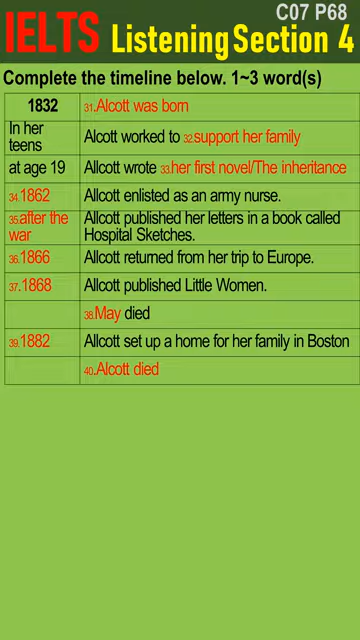 C07 P68
IELTS Listening Section 4
Complete the timeline below. 1~3 word(s)
1832 31.Alcott was born
In her teens Alcott worked to 32.support her family
at age 19 Allcott wrote 33.her first novel/The inheritance
34.1862 Allcott enlisted as an army nurse.
35.after the war Allcott published her letters in a book called
Hospital Sketches.
36.1866 Allcott returned from her trip to Europe.
37.1868 Allcott published Little Women.
38.May died
39.1882 Allcott set up a home for her family in Boston
40.Alcott died